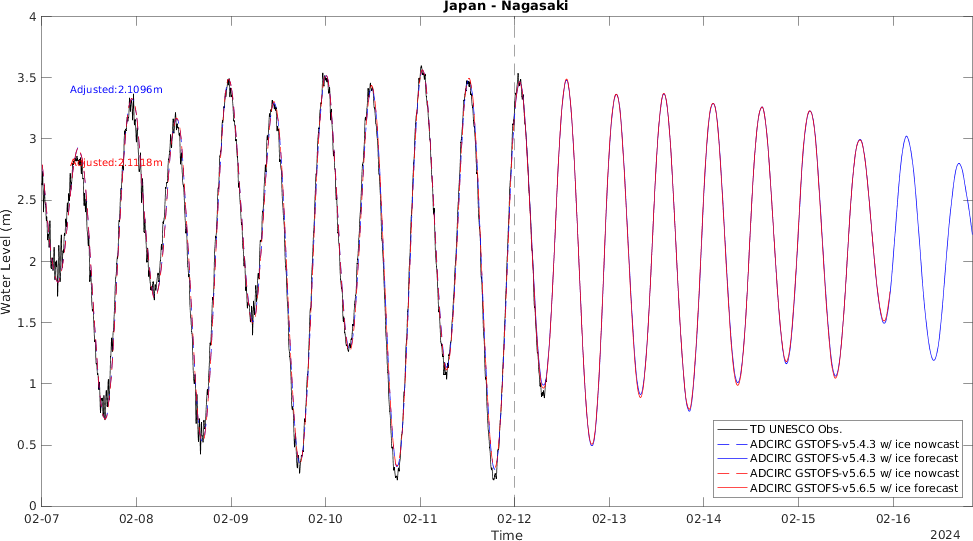 Japan - Nagasaki
4
3.5
3
2.5
2
1.5
1
0.5
0
Water Level (m)
Adjusted:2.1096m
Adjusted:2.1118m
TD UNESCO Obs.
ADCIRC GSTOFS-v5.4.3 w/ ice nowcast
ADCIRC GSTOFS-v5.4.3 w/ ice forecast
ADCIRC GSTOFS-v5.6.5 w/ ice nowcast
ADCIRC GSTOFS-v5.6.5 w/ ice forecast
02-07 02-08 02-09 02-10 02-11 02-12 02-13 02-14 02-15 02-16
Time
2024